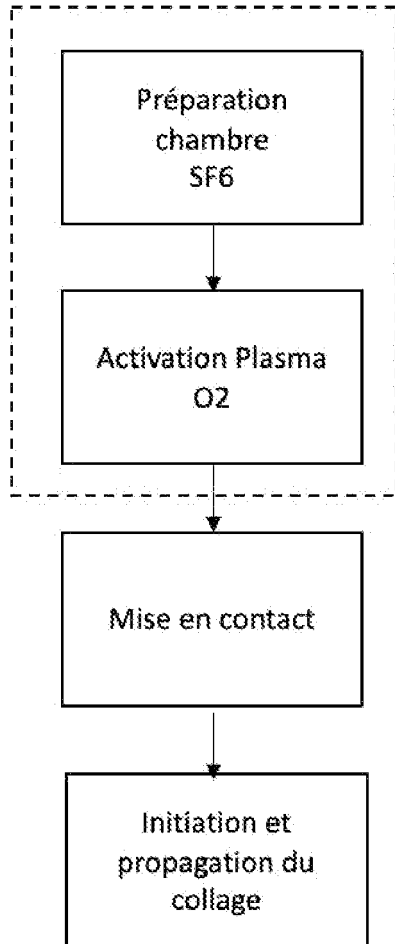 Préparation
chambre
SF6
Activation Plasma
O2
Mise en contact
Initiation et
propagation du
collage